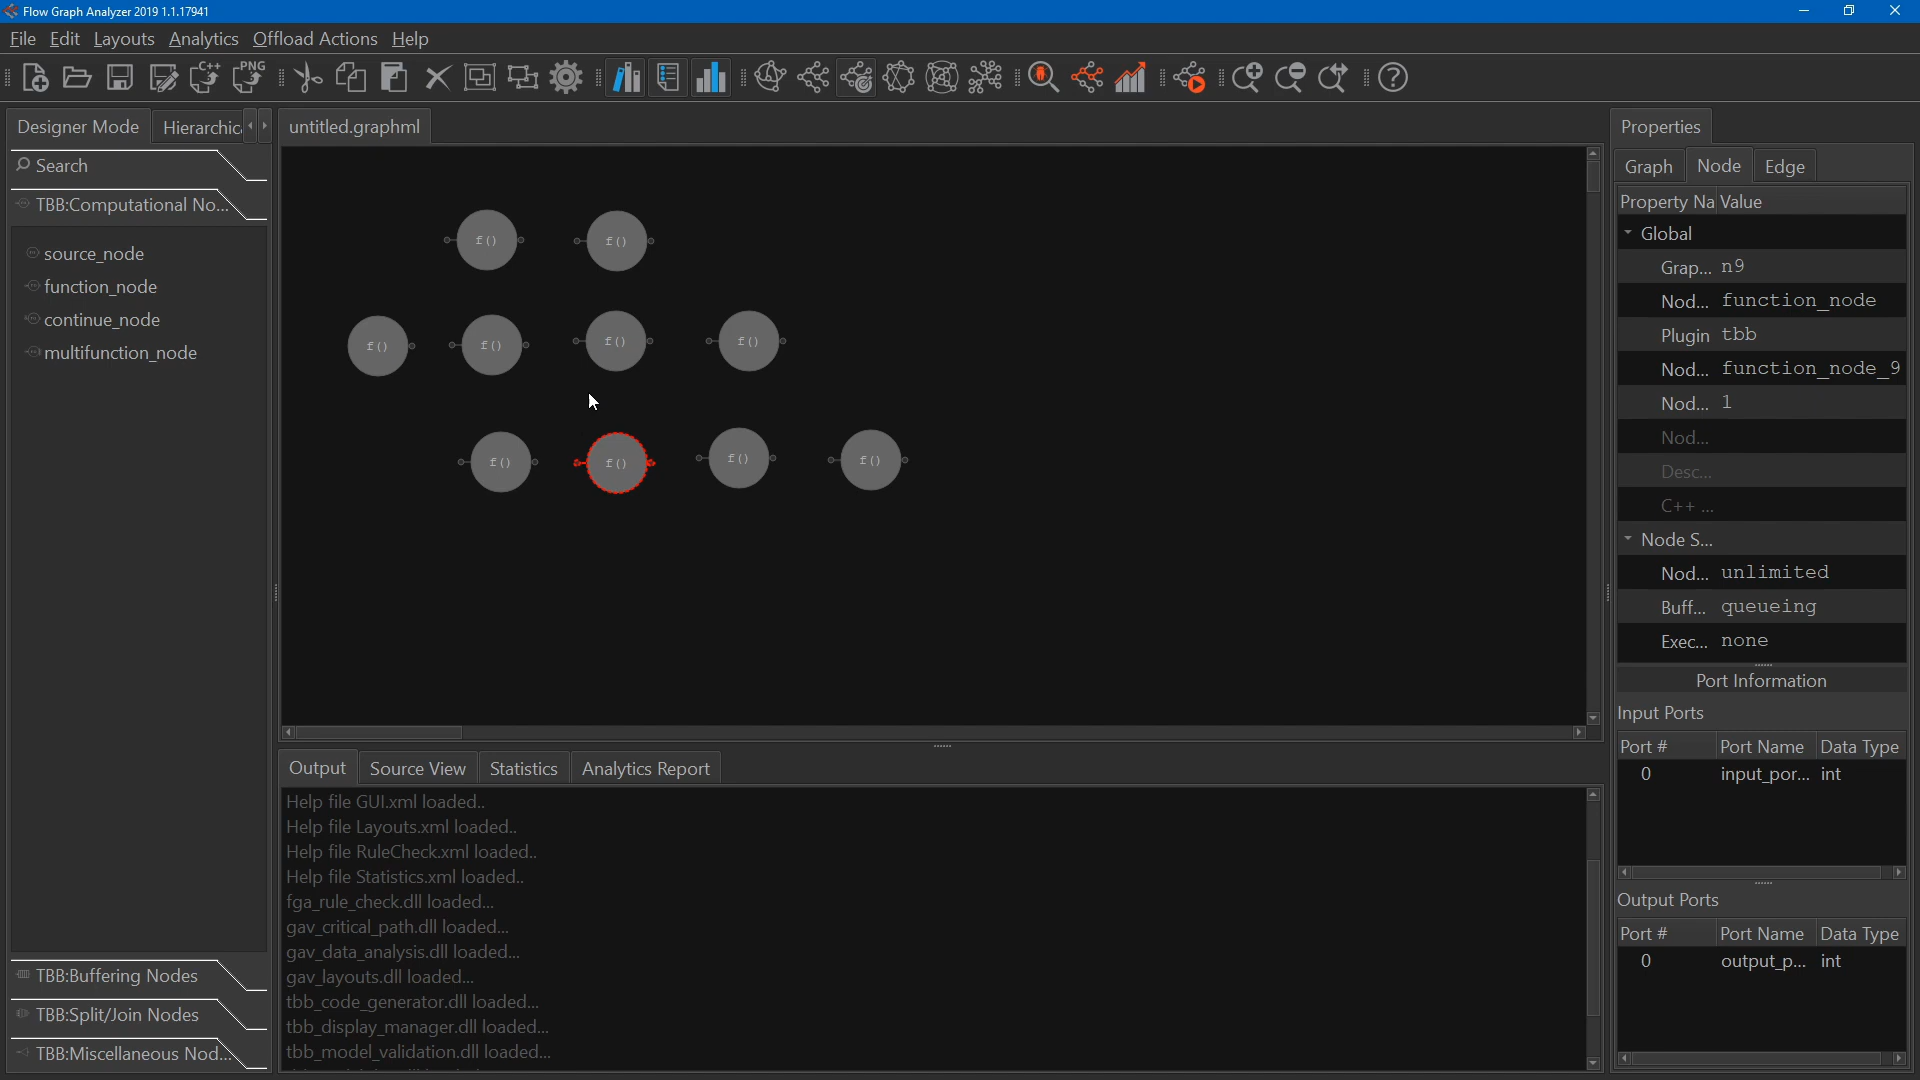 Flow Graph Analyzer 2019 1.1.17941
File Edit Layouts Analytics Offload Actions Help
C++ PNG
Designer Mode Hierarchic
untitled.graphml
Properties
Search
Graph Node Edge
TBB:Computational No...
Property Na Value
source_node
function_node
continue_node
multifunction_node
f() f()
f() f() f() f()
f() f() f() f()
Global
Grap... n9
Nod... function_node
Plugin tbb
Nod... function_node_9
Nod... 1
Nod...
Desc...
C++ ...
Node S...
Nod... unlimited
Buff... queueing
Exec... none
Port Information
Input Ports
Port # Port Name Data Type
0 input_por... int
Output Ports
Port # Port Name Data Type
0 output_p... int
Output Source View Statistics Analytics Report
Help file GUI.xml loaded..
Help file Layouts.xml loaded..
Help file RuleCheck.xml loaded..
Help file Statistics.xml loaded..
fga_rule_check.dll loaded...
gav_critical_path.dll loaded...
gav_data_analysis.dll loaded...
gav_layouts.dll loaded...
tbb_code_generator.dll loaded...
tbb_display_manager.dll loaded...
tbb_model_validation.dll loaded...
TBB:Buffering Nodes
TBB:Split/Join Nodes
TBB:Miscellaneous Nod...